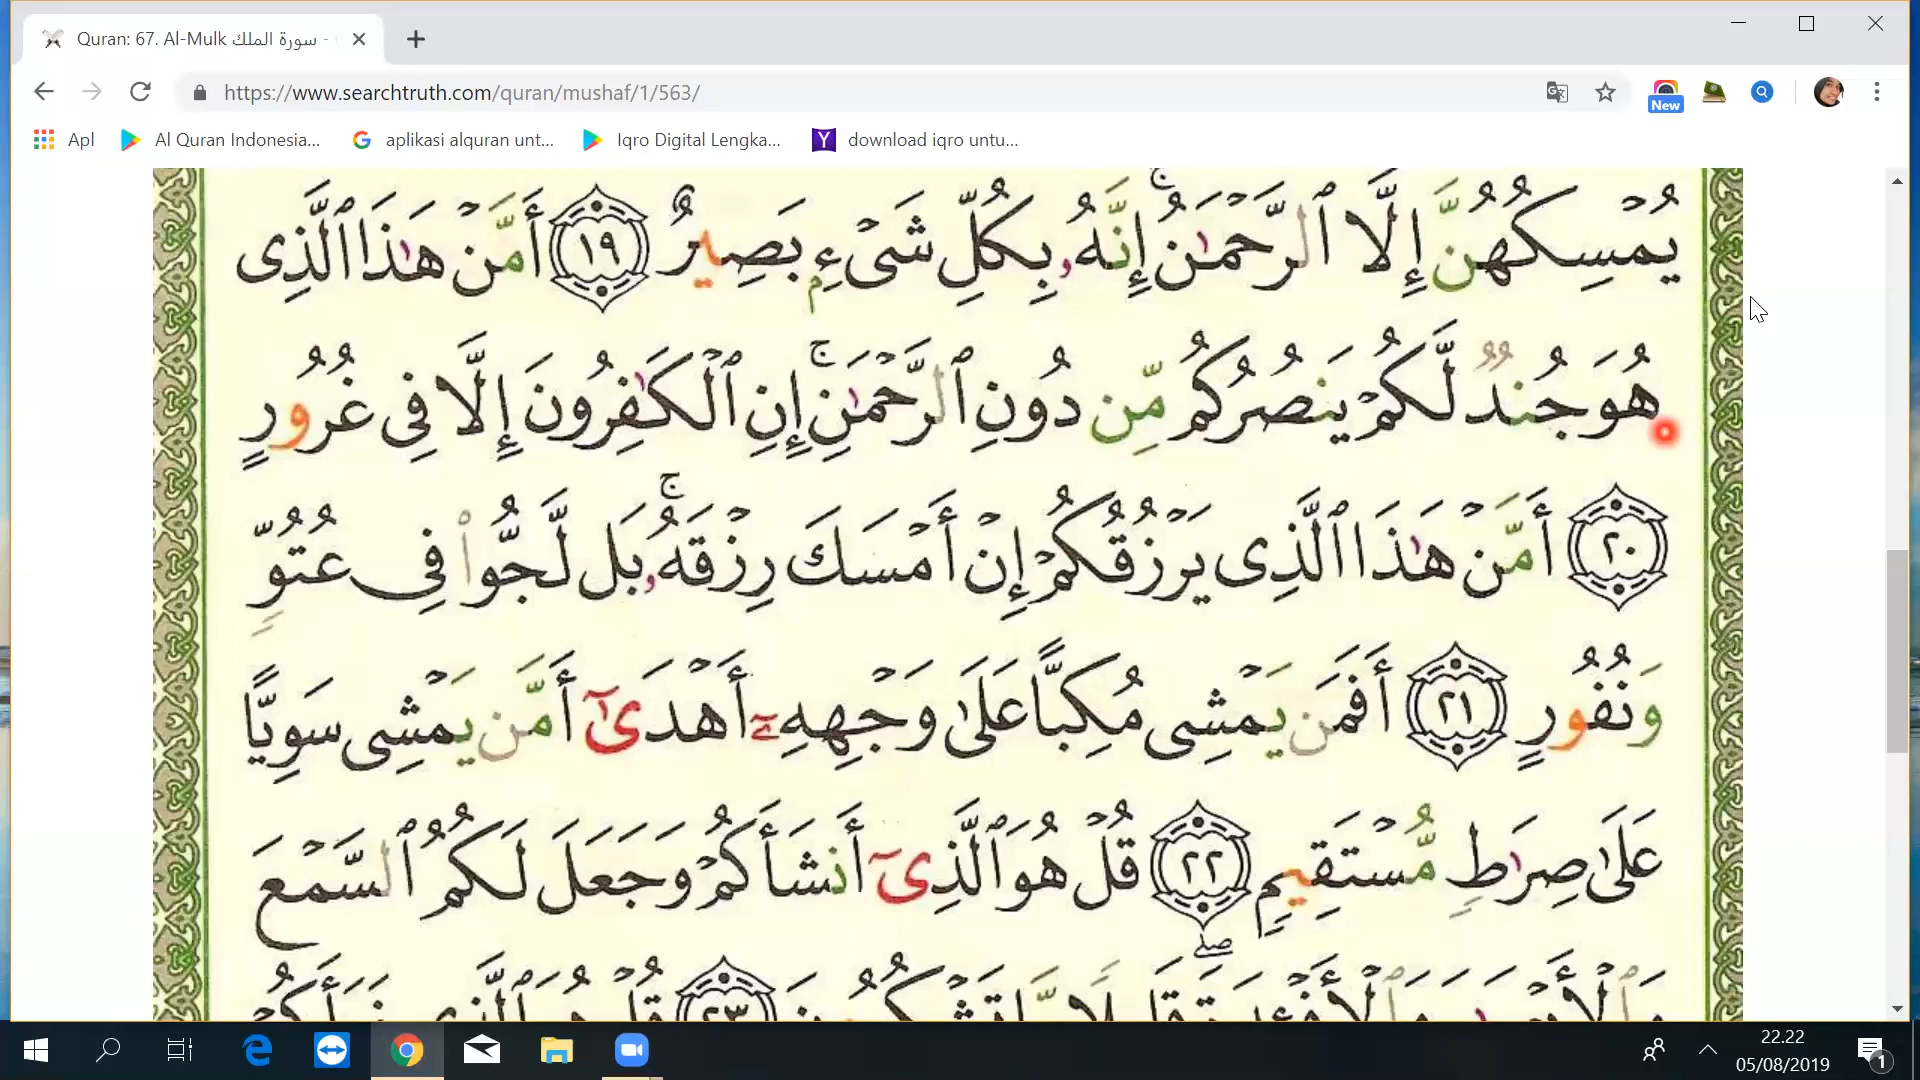 Quran: 67. Al-Mulk سورة الملك -
https://www.searchtruth.com/quran/mushaf/1/563/
New
Apl
Al Quran Indonesia...
aplikasi alquran unt...
Iqro Digital Lengka...
download iqro untu...
يُمۡسِكُهُنَّ إِلَّا ٱلرَّحۡمَٰنُۚ إِنَّهُۥ بِكُلِّ شَىۡءِۭ بَصِيرٌ ١٩ أَمَّنۡ هَٰذَا ٱلَّذِى
هُوَ جُندٌ لَّكُمۡ يَنصُرُكُم مِّن دُونِ ٱلرَّحۡمَٰنِۚ إِنِ ٱلۡكَٰفِرُونَ إِلَّا فِى غُرُورٍ
٢٠ أَمَّنۡ هَٰذَا ٱلَّذِى يَرۡزُقُكُمۡ إِنۡ أَمۡسَكَ رِزۡقَهُۥۚ بَل لَّجُّوا۟ فِى عُتُوٍّ
وَنُفُورٍ ٢١ أَفَمَن يَمۡشِى مُكِبًّا عَلَىٰ وَجۡهِهِۦٓ أَهۡدَىٰٓ أَمَّن يَمۡشِى سَوِيًّا
عَلَىٰ صِرَٰطٍ مُّسۡتَقِيمٍ ٢٢ قُلۡ هُوَ ٱلَّذِىٓ أَنشَأَكُمۡ وَجَعَلَ لَكُمُ ٱلسَّمۡعَ
22.22
05/08/2019
1